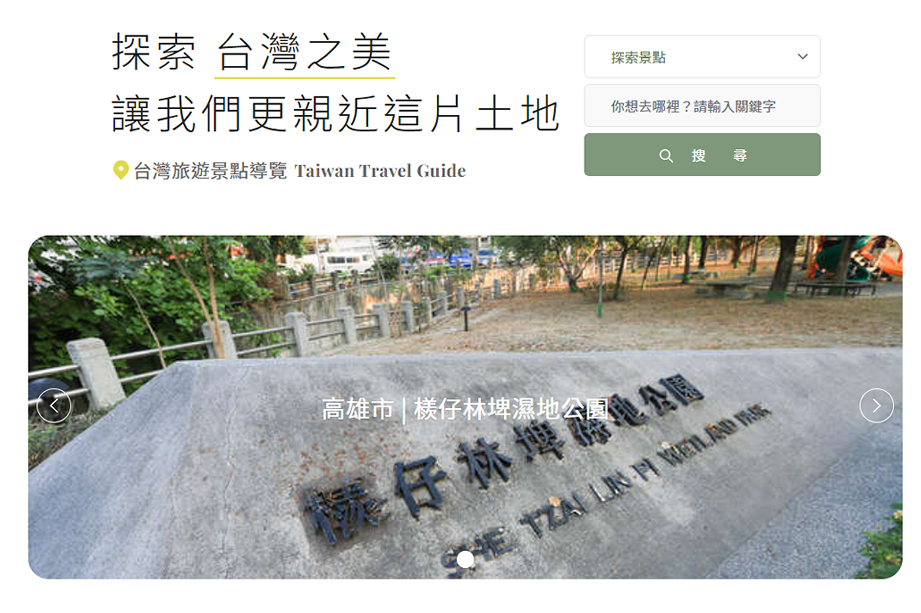 探索 台灣之美
讓我們更親近這片土地
台灣旅遊景點導覽 Taiwan Travel Guide
探索景點
你想去哪裡？請輸入關鍵字
搜 尋
高雄市 | 檨仔林埤濕地公園
檨仔林埤濕地公園
SHE TZAI LIN PI WETLAND PARK